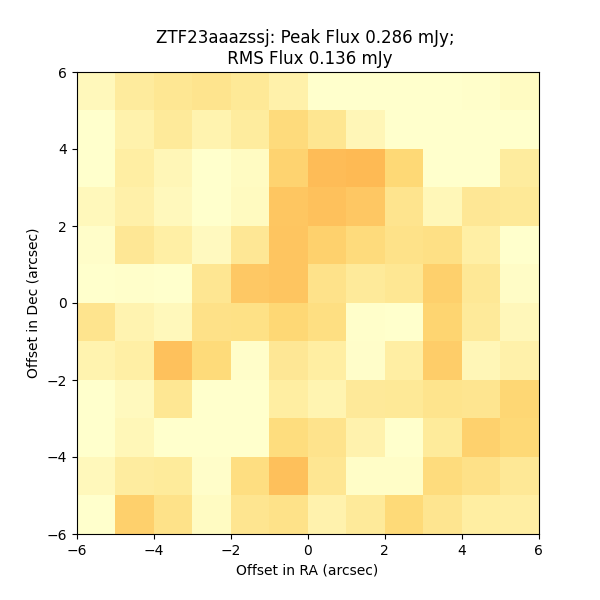 ZTF23aaazssj: Peak Flux 0.286 mJy;
RMS Flux 0.136 mJy
6
4
2
0
−2
−4
−6
Offset in Dec (arcsec)
−6 −4 −2 0 2 4 6
Offset in RA (arcsec)